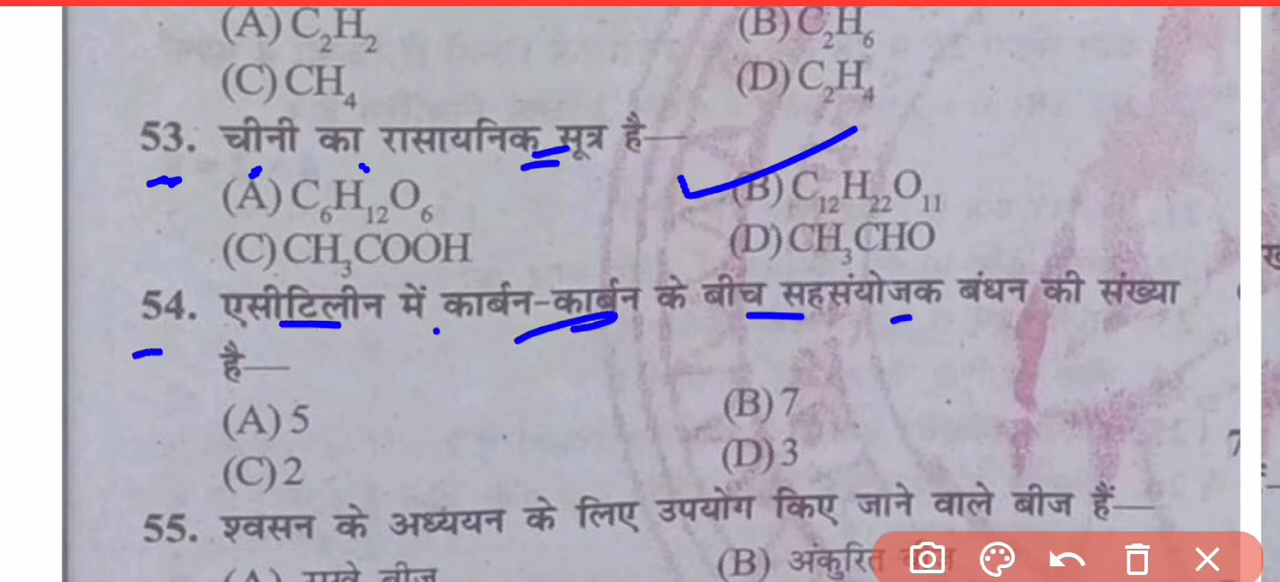 (A) C₂H₂ (B) C₂H₆
(C) CH₄ (D) C₂H₄
53. चीनी का रासायनिक सूत्र है—
(A) C₆H₁₂O₆ (B) C₁₂H₂₂O₁₁
(C) CH₃COOH (D) CH₃CHO
54. एसीटिलीन में कार्बन-कार्बन के बीच सहसंयोजक बंधन की संख्या
है—
(A) 5 (B) 7
(C) 2 (D) 3
55. श्वसन के अध्ययन के लिए उपयोग किए जाने वाले बीज हैं—
(A) सूखे बीज (B) अंकुरित